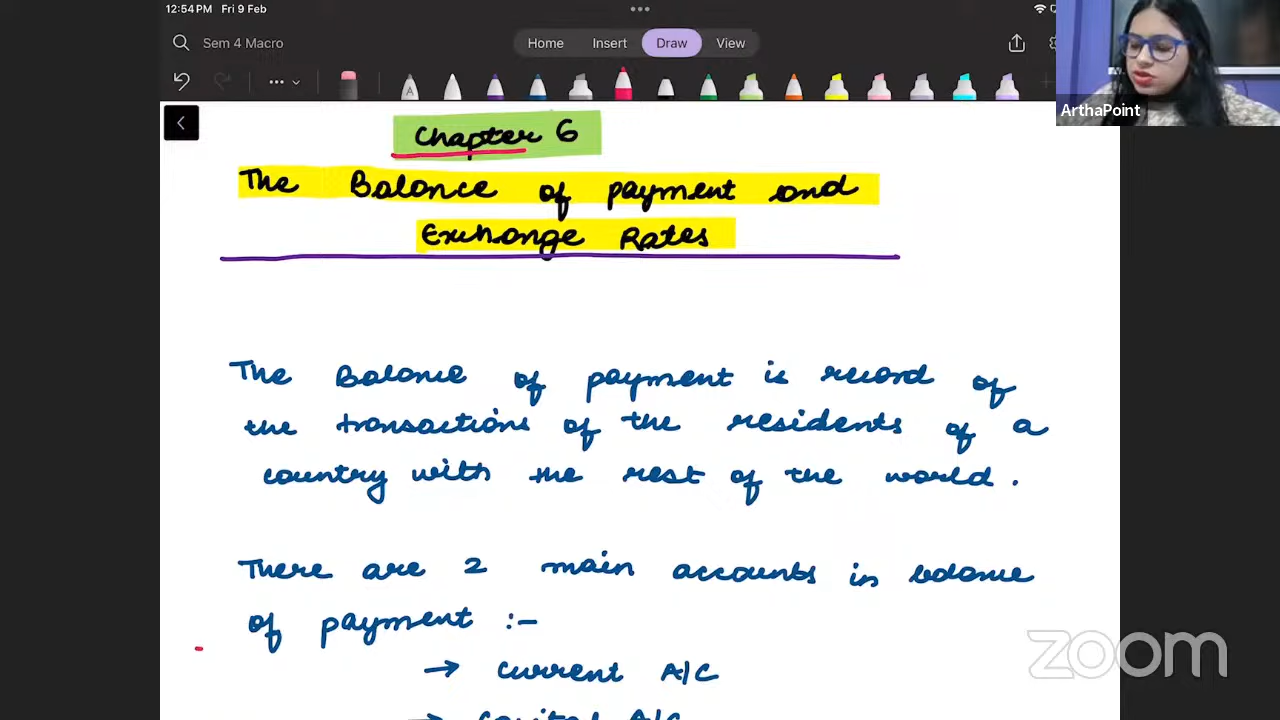 12:54 PM Fri 9 Feb
Sem 4 Macro
Home Insert Draw View
A
ArthaPoint
Chapter 6
The Balance of payment and
Exchange Rates
The Balance of payment is record of
the transactions of the residents of a
country with the rest of the world.
There are 2 main accounts in balance
of payment :-
→ Current A/C
→ Capital A/C
zoom